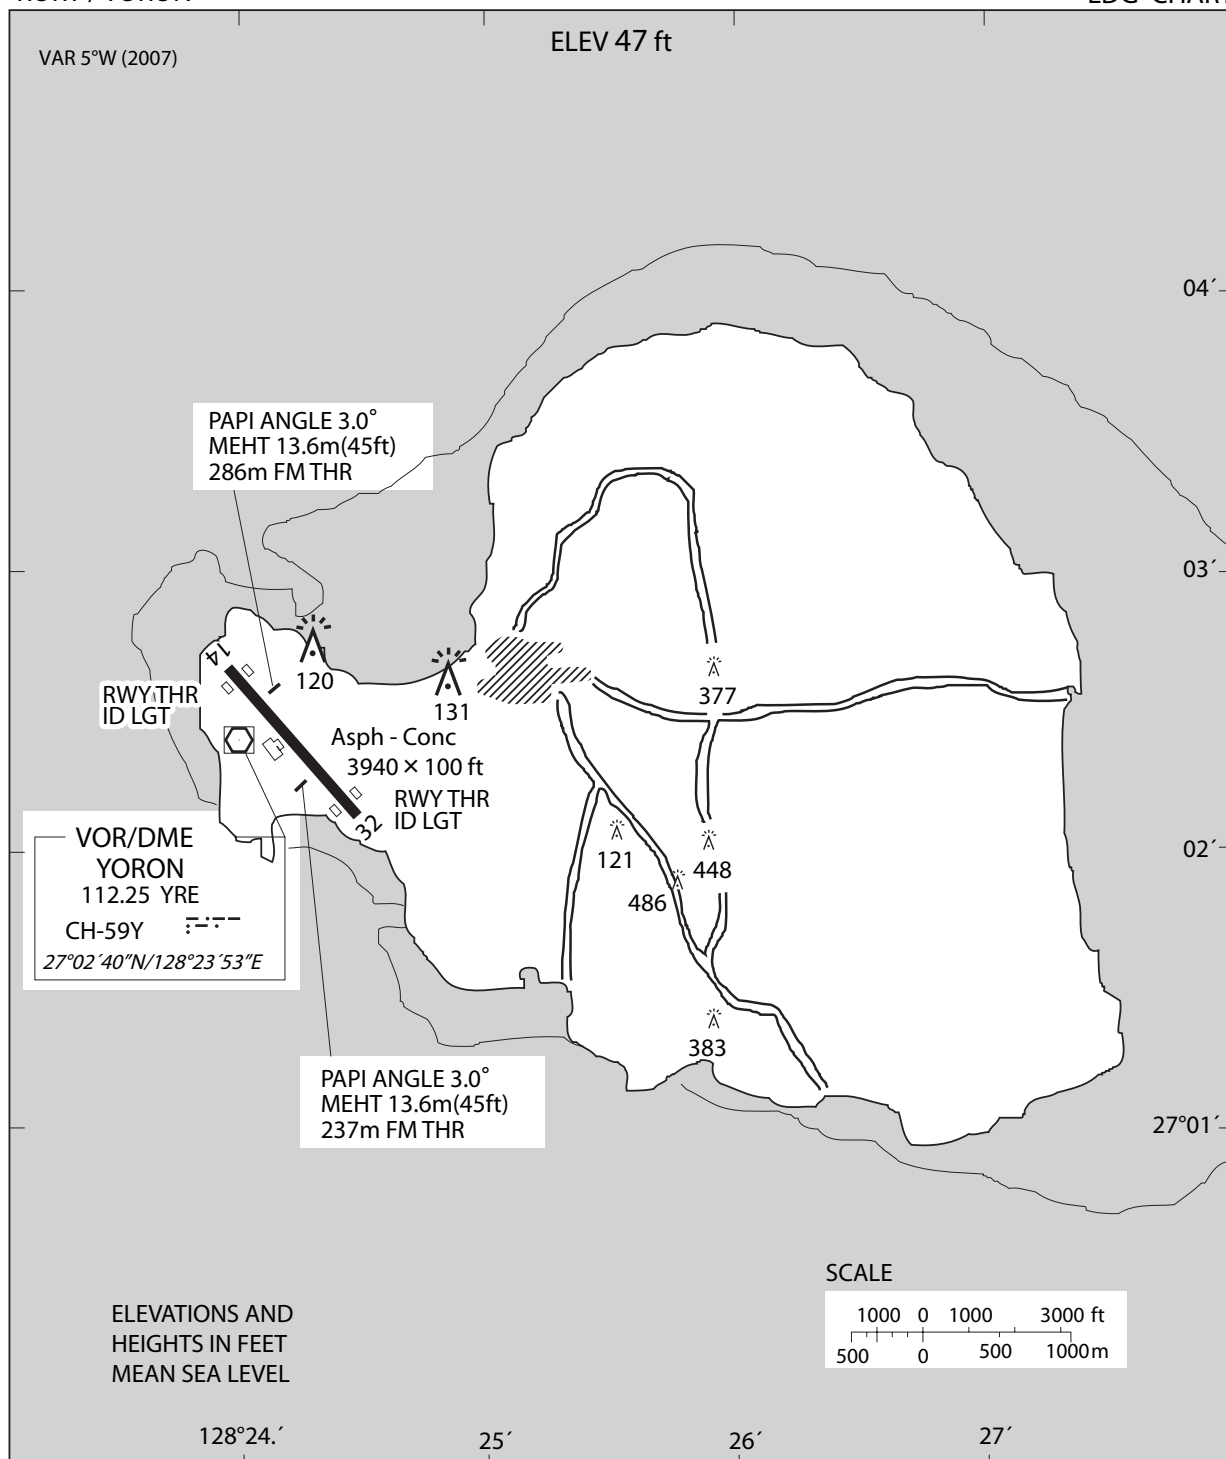 VAR 5°W (2007)
ELEV 47 ft
04´
PAPI ANGLE 3.0°
MEHT 13.6m(45ft)
286m FM THR
03´
14
120
RWY THR
ID LGT
131
377
Asph - Conc
3940 × 100 ft
RWY THR
ID LGT
32
VOR/DME
YORON
112.25 YRE
CH-59Y
27°02´40"N/128°23´53"E
121
448
486
02´
383
PAPI ANGLE 3.0°
MEHT 13.6m(45ft)
237m FM THR
27°01´
SCALE
1000 0 1000 3000 ft
500 0 500 1000m
ELEVATIONS AND
HEIGHTS IN FEET
MEAN SEA LEVEL
128°24.´ 25´ 26´ 27´